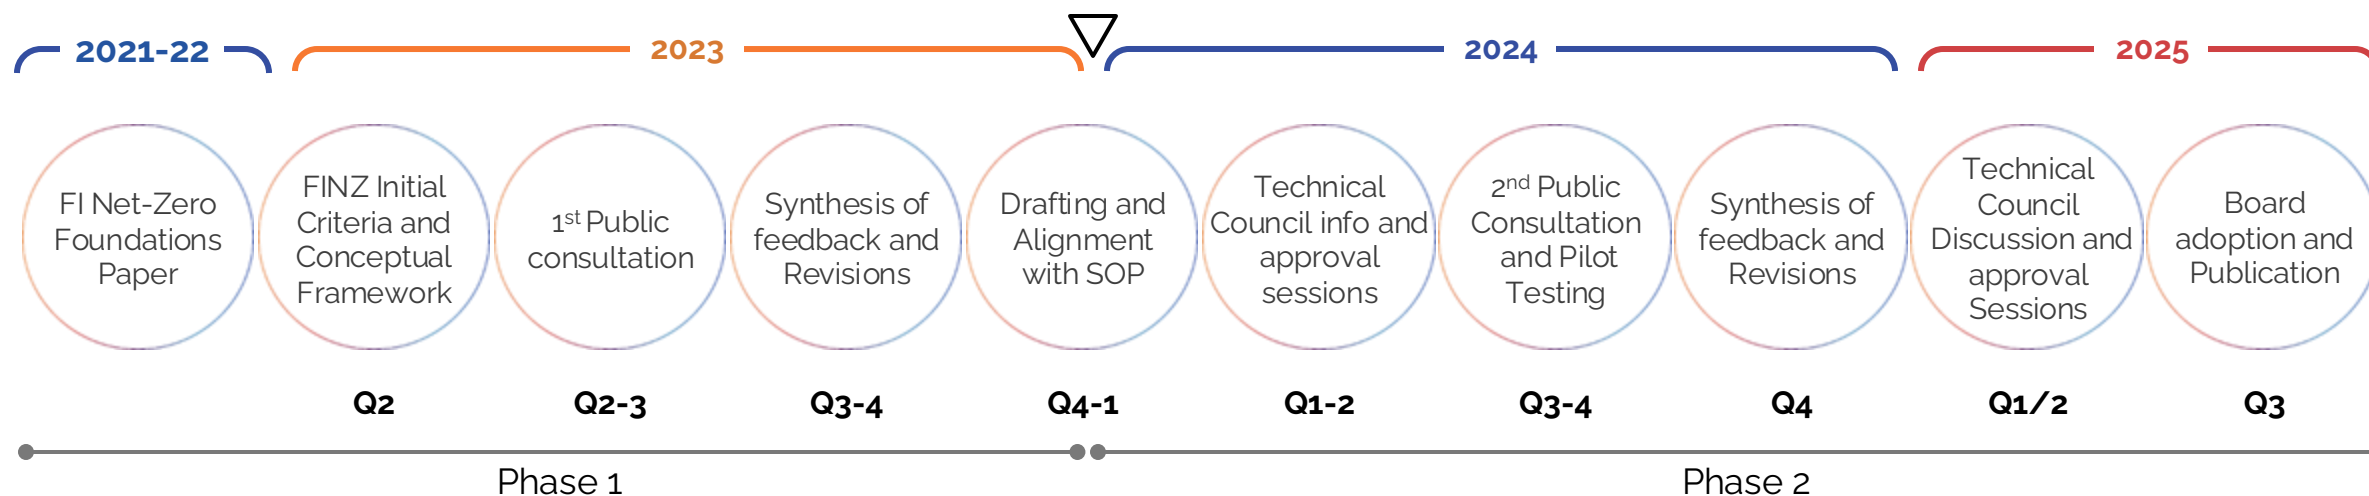 2021-22
2023
2024
2025
FI Net-Zero
Foundations
Paper
FINZ Initial
Criteria and
Conceptual
Framework
1st Public
consultation
Synthesis of
feedback and
Revisions
Drafting and
Alignment
with SOP
Technical
Council info and
approval
sessions
2nd Public
Consultation
and Pilot
Testing
Synthesis of
feedback and
Revisions
Technical
Council
Discussion and
approval
Sessions
Board
adoption and
Publication
Q2
Q2-3
Q3-4
Q4-1
Q1-2
Q3-4
Q4
Q1/2
Q3
Phase 1
Phase 2